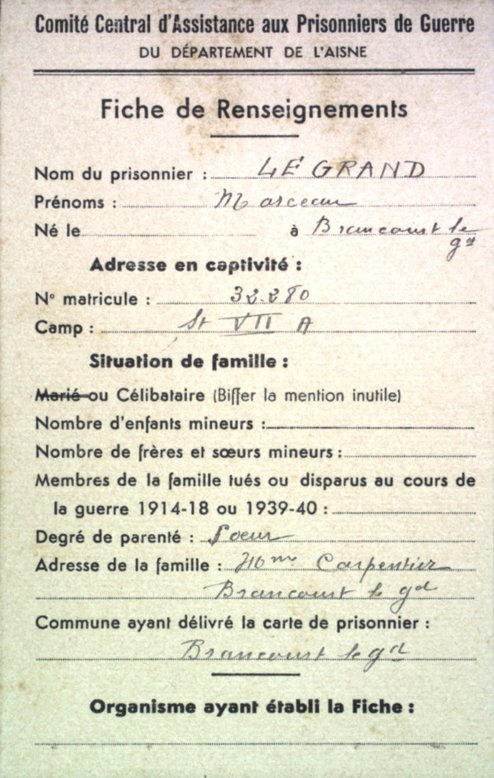 Comité Central d'Assistance aux Prisonniers de Guerre
DU DÉPARTEMENT DE L'AISNE
Fiche de Renseignements
Nom du prisonnier : LE GRAND
Prénoms : Marceau
Né le à Brancourt le gd
Adresse en captivité :
N° matricule : 32.280
Camp : St VII A
Situation de famille :
Marié ou Célibataire (Biffer la mention inutile)
Nombre d'enfants mineurs :
Nombre de frères et sœurs mineurs :
Membres de la famille tués ou disparus au cours de
la guerre 1914-18 ou 1939-40 :
Degré de parenté : Soeur
Adresse de la famille : Mme Carpentier
Brancourt le gd
Commune ayant délivré la carte de prisonnier :
Brancourt le gd
Organisme ayant établi la Fiche :